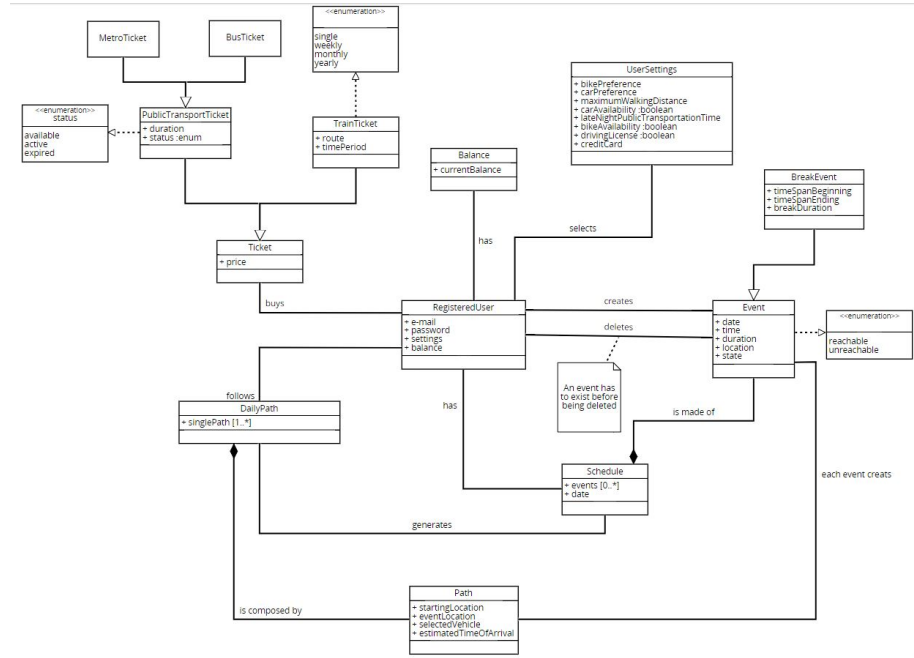 MetroTicket
BusTicket
<<enumeration>>
single
weekly
monthly
yearly
<<enumeration>>
status
available
active
expired
PublicTransportTicket
+ duration
+ status :enum
TrainTicket
+ route
+ timePeriod
UserSettings
+ bikePreference
+ carPreference
+ maximumWalkingDistance
+ carAvailability :boolean
+ lateNightPublicTransportationTime
+ bikeAvailability :boolean
+ drivingLicense :boolean
+ creditCard
Balance
+ currentBalance
BreakEvent
+ timeSpanBeginning
+ timeSpanEnding
+ breakDuration
has
selects
Ticket
+ price
buys
RegisteredUser
+ e-mail
+ password
+ settings
+ balance
creates
deletes
Event
+ date
+ time
+ duration
+ location
+ state
<<enumeration>>
reachable
unreachable
An event has
to exist before
being deleted
follows
DailyPath
+ singlePath [1..*]
has
is made of
Schedule
+ events [0..*]
+ date
each event creats
generates
is composed by
Path
+ startingLocation
+ eventLocation
+ selectedVehicle
+ estimatedTimeOfArrival